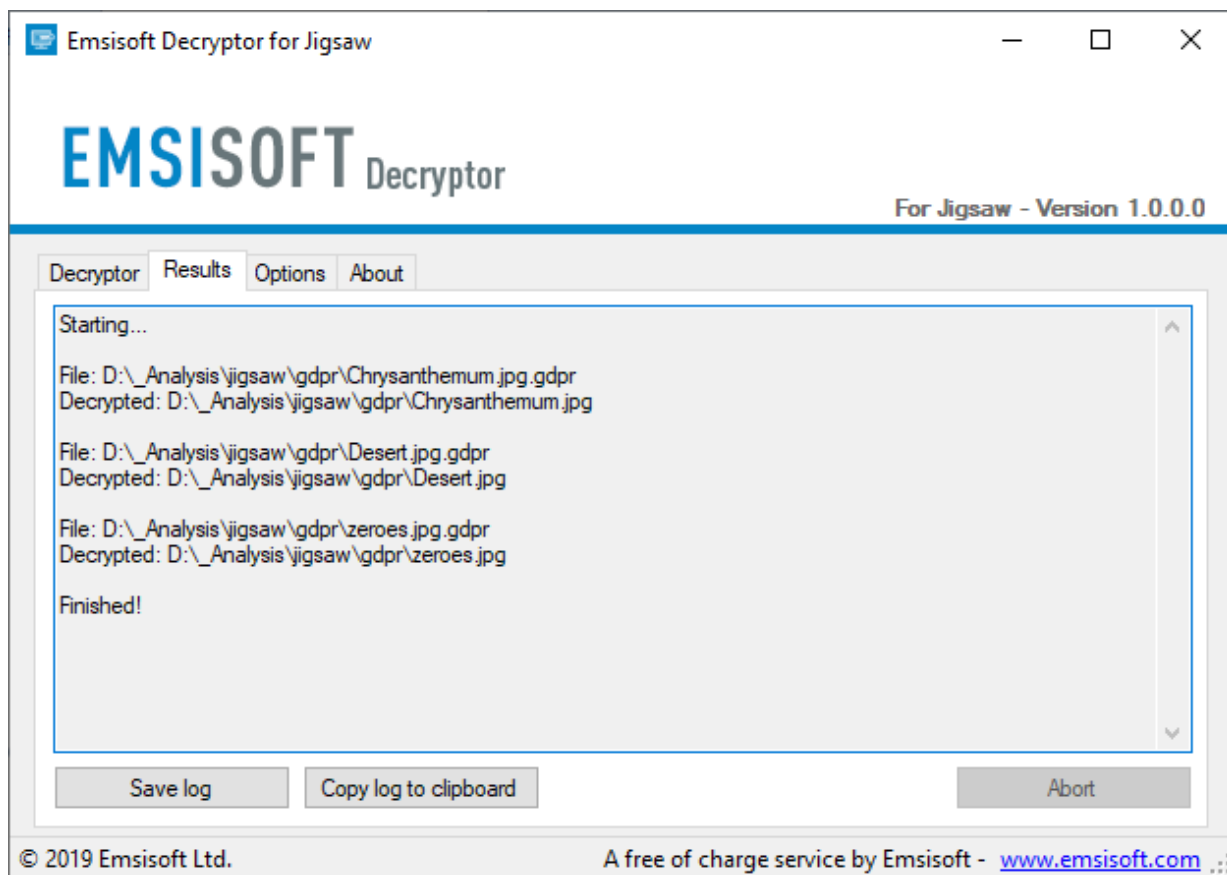 Emsisoft Decryptor for Jigsaw
EMSISOFT Decryptor
For Jigsaw - Version 1.0.0.0
Decryptor Results Options About
Starting...
File: D:\_Analysis\jigsaw\gdpr\Chrysanthemum.jpg.gdpr
Decrypted: D:\_Analysis\jigsaw\gdpr\Chrysanthemum.jpg
File: D:\_Analysis\jigsaw\gdpr\Desert.jpg.gdpr
Decrypted: D:\_Analysis\jigsaw\gdpr\Desert.jpg
File: D:\_Analysis\jigsaw\gdpr\zeroes.jpg.gdpr
Decrypted: D:\_Analysis\jigsaw\gdpr\zeroes.jpg
Finished!
Save log Copy log to clipboard Abort
© 2019 Emsisoft Ltd. A free of charge service by Emsisoft - www.emsisoft.com